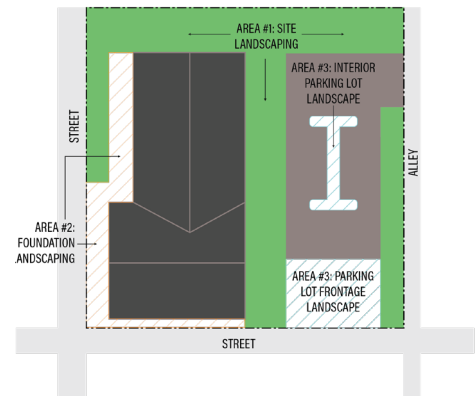 AREA #1: SITE
LANDSCAPING
AREA #3: INTERIOR
PARKING LOT
LANDSCAPE
STREET
ALLEY
AREA #2:
FOUNDATION
LANDSCAPING
AREA #3: PARKING
LOT FRONTAGE
LANDSCAPE
STREET